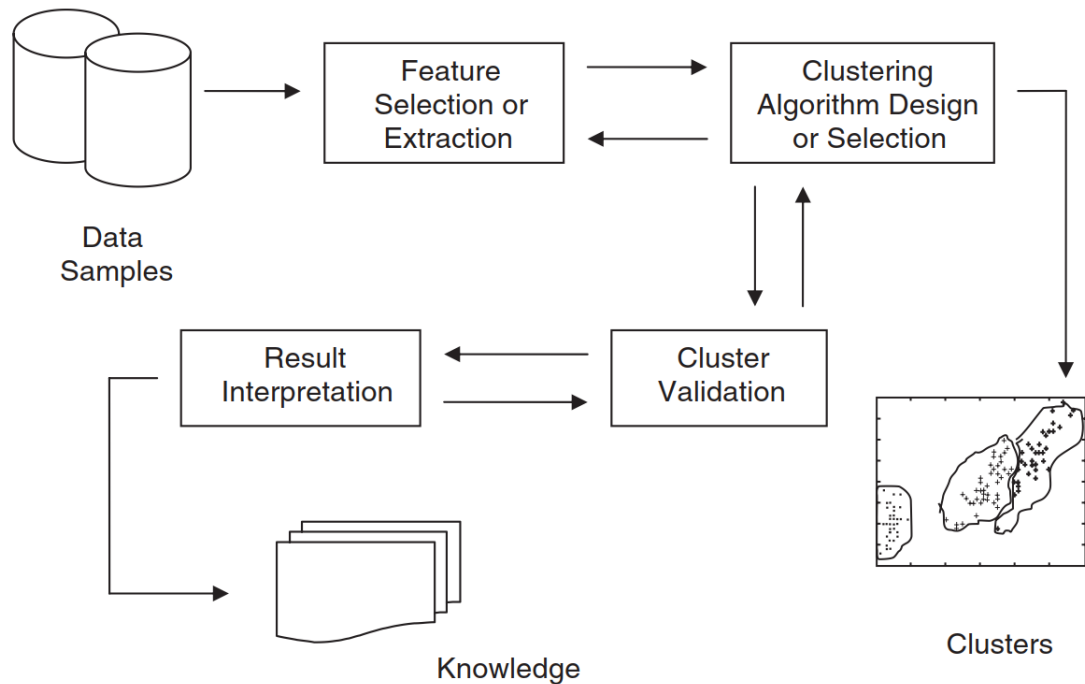 Feature
Selection or
Extraction
Clustering
Algorithm Design
or Selection
Data
Samples
Result
Interpretation
Cluster
Validation
Clusters
Knowledge